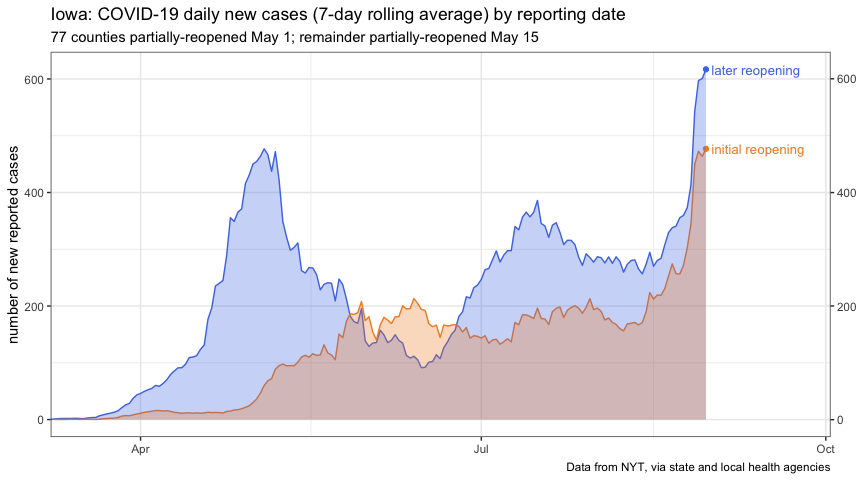 Iowa: COVID-19 daily new cases (7-day rolling average) by reporting date
77 counties partially-reopened May 1; remainder partially-reopened May 15
number of new reported cases
600
400
200
0
later reopening
initial reopening
600
400
200
0
Apr
Jul
Oct
Data from NYT, via state and local health agencies